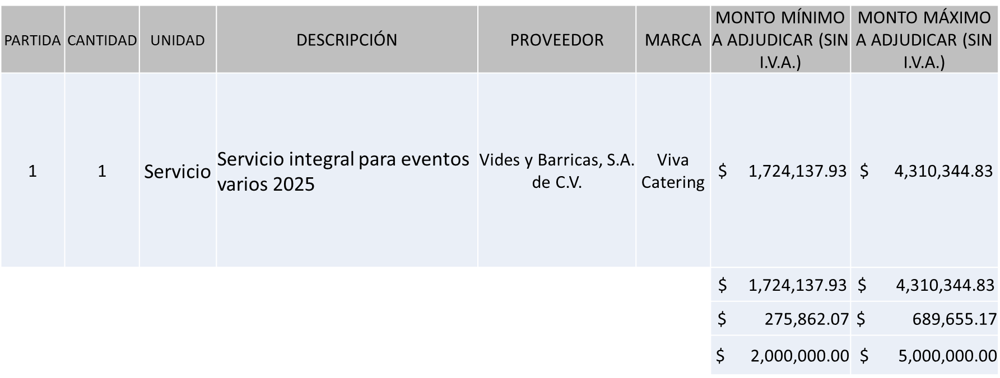 PARTIDA CANTIDAD UNIDAD DESCRIPCIÓN PROVEEDOR MARCA MONTO MÍNIMO A ADJUDICAR (SIN I.V.A.) MONTO MÁXIMO A ADJUDICAR (SIN I.V.A.)
1 1 Servicio Servicio integral para eventos varios 2025 Vides y Barricas, S.A. de C.V. Viva Catering $ 1,724,137.93 $ 4,310,344.83
$ 1,724,137.93 $ 4,310,344.83
$ 275,862.07 $ 689,655.17
$ 2,000,000.00 $ 5,000,000.00